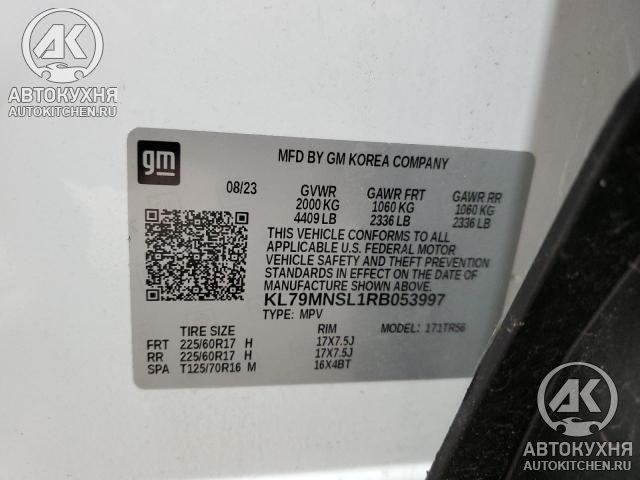 AK
АВТОКУХНЯ
AUTOKITCHEN.RU
gm
MFD BY GM KOREA COMPANY
08/23 GVWR GAWR FRT GAWR RR
2000 KG 1060 KG 1060 KG
4409 LB 2336 LB 2336 LB
THIS VEHICLE CONFORMS TO ALL
APPLICABLE U.S. FEDERAL MOTOR
VEHICLE SAFETY AND THEFT PREVENTION
STANDARDS IN EFFECT ON THE DATE OF
MANUFACTURE SHOWN ABOVE.
KL79MNSL1RB053997
TYPE: MPV MODEL: 171TR56
TIRE SIZE RIM
FRT 225/60R17 H 17X7.5J
RR 225/60R17 H 17X7.5J
SPA T125/70R16 M 16X4BT
AK
АВТОКУХНЯ
AUTOKITCHEN.RU